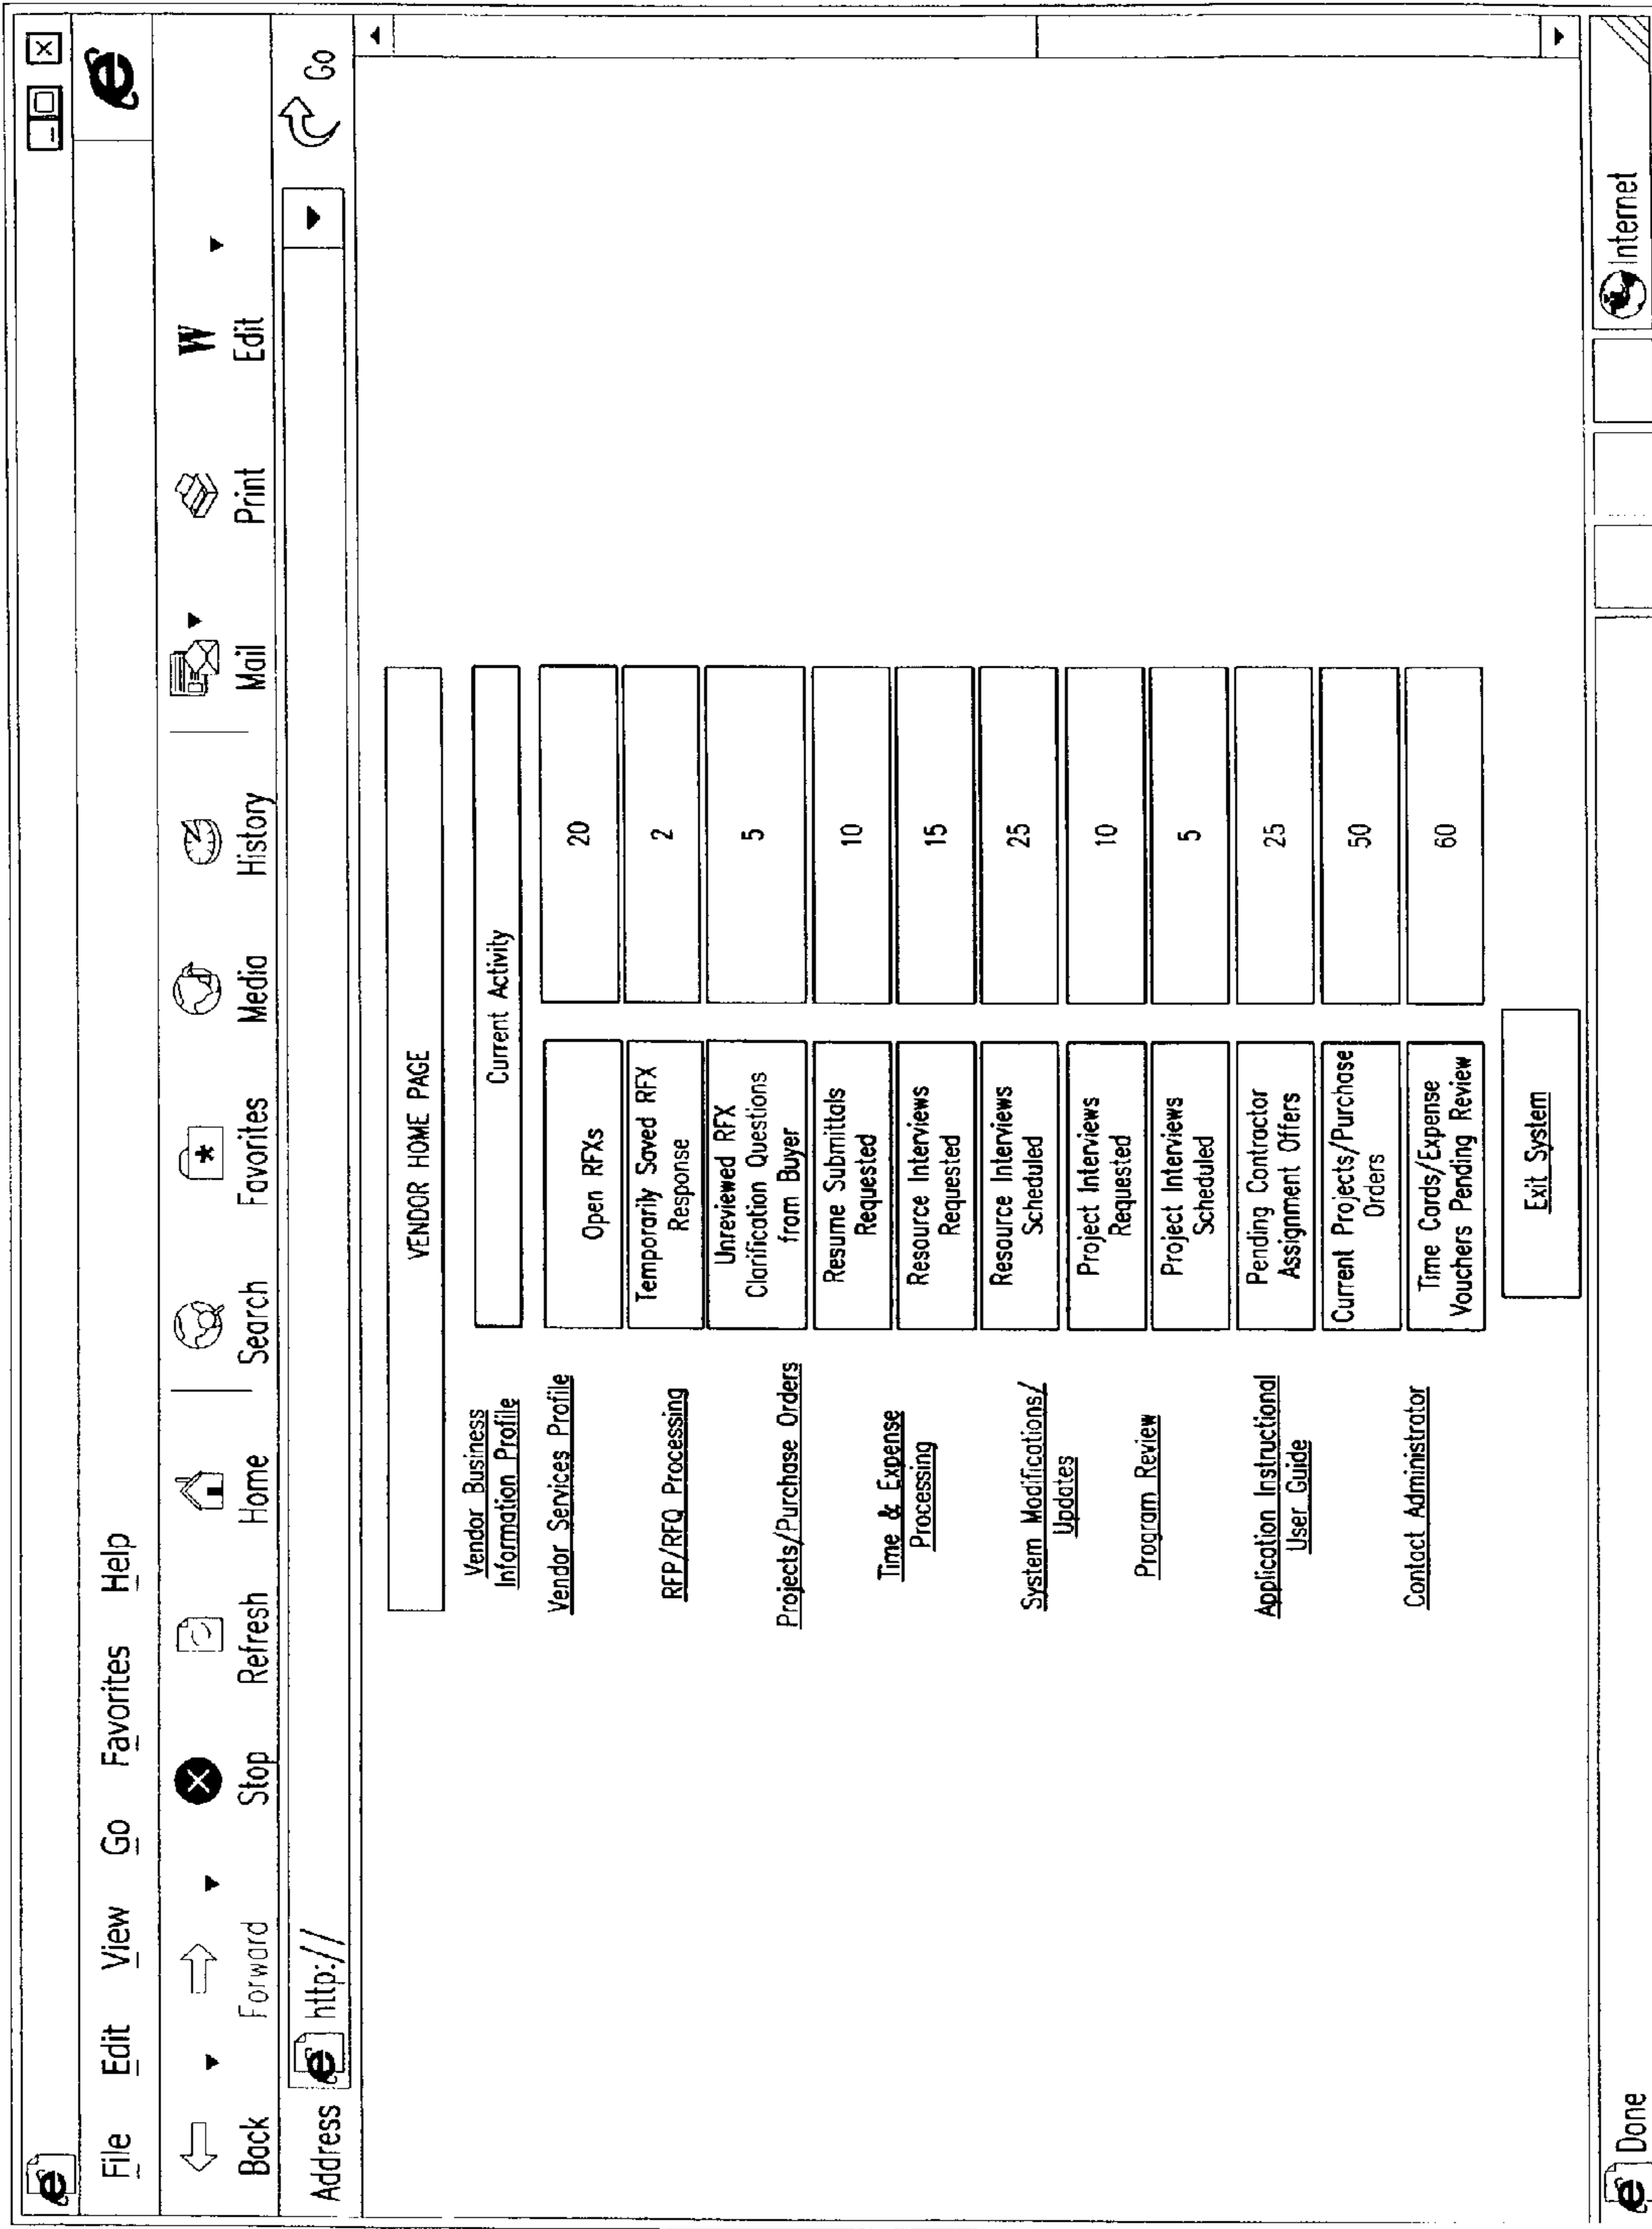 File Edit View Go Favorites Help
Back Forward Stop Refresh Home Search Favorites Media History Mail Print Edit
Address http:// Go
VENDOR HOME PAGE
Vendor Business
Information Profile
Vendor Services Profile
RFP/RFQ Processing
Projects/Purchase Orders
Time & Expense
Processing
System Modifications/
Updates
Program Review
Application Instructional
User Guide
Contact Administrator
Current Activity
Open RFXs 20
Temporarily Saved RFX
Response 2
Unreviewed RFX
Clarification Questions
from Buyer 5
Resume Submittals
Requested 10
Resource Interviews
Requested 15
Resource Interviews
Scheduled 25
Project Interviews
Requested 10
Project Interviews
Scheduled 5
Pending Contractor
Assignment Offers 25
Current Projects/Purchase
Orders 50
Time Cards/Expense
Vouchers Pending Review 60
Exit System
Done Internet